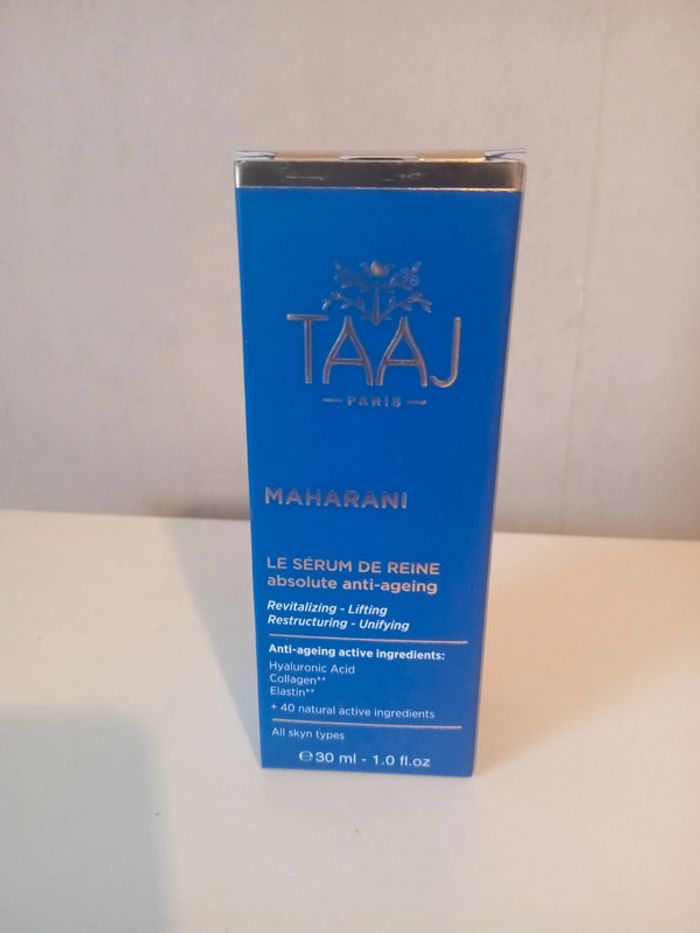 TAAJ
— PARIS —
MAHARANI
LE SÉRUM DE REINE
absolute anti-ageing
Revitalizing - Lifting
Restructuring - Unifying
Anti-ageing active ingredients:
Hyaluronic Acid
Collagen**
Elastin**
+ 40 natural active ingredients
All skyn types
℮ 30 ml - 1.0 fl.oz